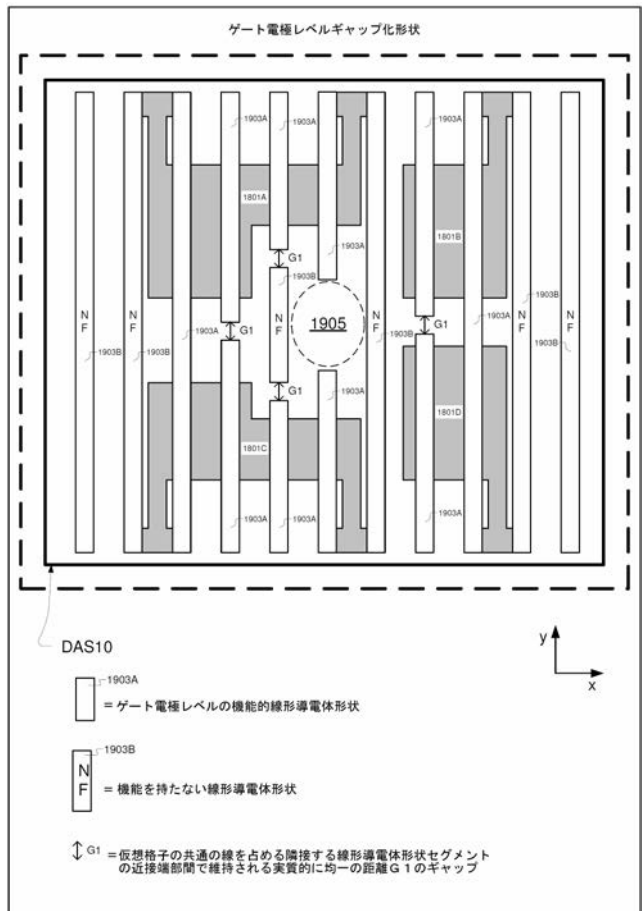 ゲート電極レベルギャップ化形状
1903A
1903A
1903A
1801A
1903A
1801B
G1
1903B
NF
NF
1903A
G1
NF
1905
NF
1903B
G1
1903A
NF
1903B
NF
1903B
1903B
1903B
1903A
G1
1801C
1801D
1903A
1903A
1903A
DAS10
y
x
1903A
= ゲート電極レベルの機能的線形導電体形状
1903B
NF
= 機能を持たない線形導電体形状
G1 = 仮想格子の共通の線を占める隣接する線形導電体形状セグメント
の近接端部間で維持される実質的に均一の距離G1のギャップ